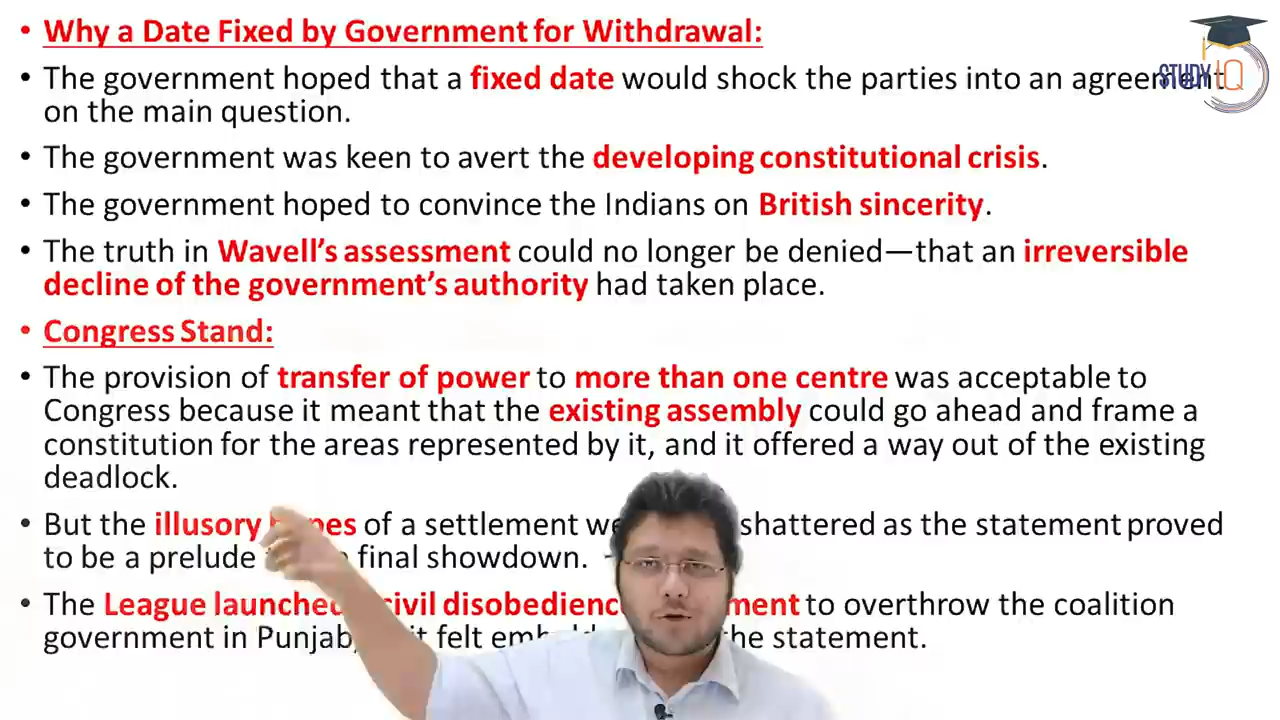 • Why a Date Fixed by Government for Withdrawal:
• The government hoped that a fixed date would shock the parties into an agreement
on the main question.
• The government was keen to avert the developing constitutional crisis.
• The government hoped to convince the Indians on British sincerity.
• The truth in Wavell's assessment could no longer be denied—that an irreversible
decline of the government's authority had taken place.
• Congress Stand:
• The provision of transfer of power to more than one centre was acceptable to
Congress because it meant that the existing assembly could go ahead and frame a
constitution for the areas represented by it, and it offered a way out of the existing
deadlock.
• But the illusory of a settlement shattered as the statement proved
to be a prelude final showdown.
• The League launched civil disobedience to overthrow the coalition
government in Punjab, it felt the statement.
STUDY IQ